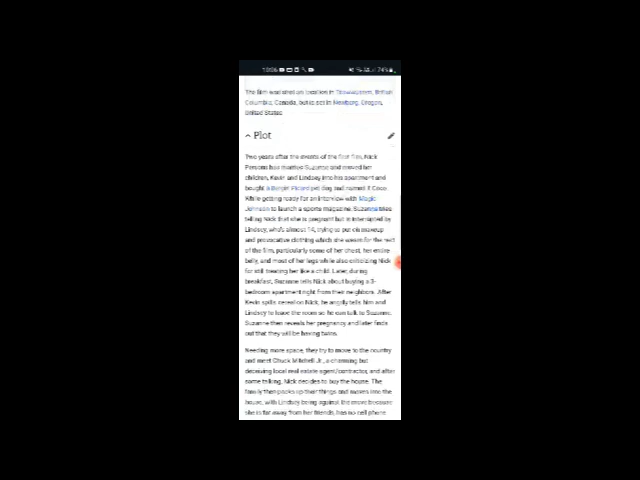 The film was shot on location in Tsawwassen, British
Columbia, Canada, but is set in Newberg, Oregon,
United States.
Plot
Two years after the events of the first film, Nick
Persons has married Suzanne and moved her
children, Kevin and Lindsey into his apartment and
bought a Berger Picard pet dog and named it Coco.
While getting ready for an interview with Magic
Johnson to launch a sports magazine, Suzanne tries
telling Nick that she is pregnant but is interrupted by
Lindsey, who's almost 14, trying to put on makeup
and provocative clothing which she wears for the rest
of the film, particularly some of her chest, her entire
belly, and most of her legs while also criticizing Nick
for still treating her like a child. Later, during
breakfast, Suzanne tells Nick about buying a 3-
bedroom apartment right from their neighbors. After
Kevin spills cereal on Nick, he angrily tells him and
Lindsey to leave the room so he can talk to Suzanne.
Suzanne then reveals her pregnancy and later finds
out that they will be having twins.
Needing more space, they try to move to the country
and meet Chuck Mitchell Jr., a charming but
deceiving local real estate agent/contractor, and after
some talking, Nick decides to buy the house. The
family then packs up their things and moves into the
house, with Lindsey being against the move because
she is far away from her friends, has no cell phone